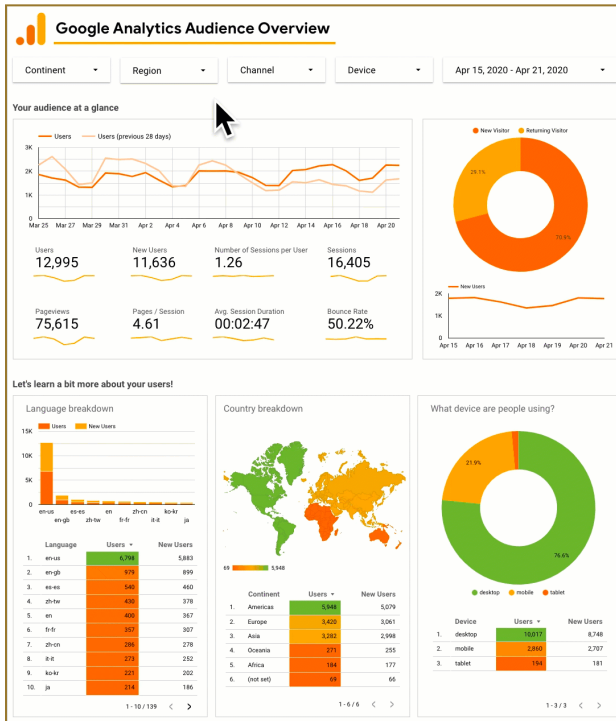 Google Analytics Audience Overview
Continent Region Channel Device Apr 15, 2020 - Apr 21, 2020
Your audience at a glance
Users Users (previous 28 days)
3K
2K
1K
0
Mar 25 Mar 27 Mar 29 Mar 31 Apr 2 Apr 4 Apr 6 Apr 8 Apr 10 Apr 12 Apr 14 Apr 16 Apr 18 Apr 20
Users New Users Number of Sessions per User Sessions
12,995 11,636 1.26 16,405
Pageviews Pages / Session Avg. Session Duration Bounce Rate
75,615 4.61 00:02:47 50.22%
New Visitor Returning Visitor
29.1%
70.9%
New Users
2K
1K
0
Apr 15 Apr 16 Apr 17 Apr 18 Apr 19 Apr 20 Apr 21
Let's learn a bit more about your users!
Language breakdown
Users New Users
15K
10K
5K
0
en-us es-es en zh-cn ko-kr
en-gb zh-tw fr-fr it-it ja
Language Users New Users
1. en-us 6,798 5,883
2. en-gb 979 899
3. es-es 540 460
4. zh-tw 430 378
5. en 400 367
6. fr-fr 357 307
7. zh-cn 286 278
8. it-it 273 252
9. ko-kr 221 202
10. ja 214 186
1 - 10 / 139 < >
Country breakdown
69 5,948
Continent Users New Users
1. Americas 5,948 5,079
2. Europe 3,420 3,061
3. Asia 3,282 2,998
4. Oceania 271 255
5. Africa 184 177
6. (not set) 69 66
1 - 6 / 6 < >
What device are people using?
21.9%
76.6%
desktop mobile tablet
Device Users New Users
1. desktop 10,017 8,748
2. mobile 2,860 2,707
3. tablet 194 181
1 - 3 / 3 < >